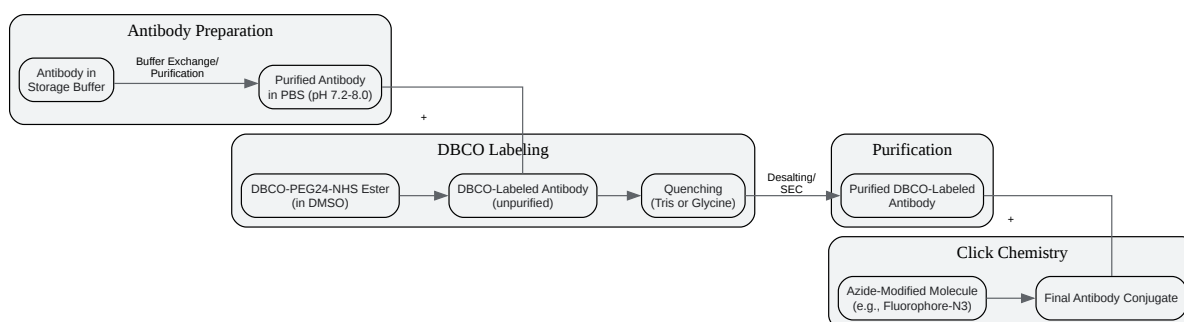 Antibody Preparation
Antibody in
Storage Buffer
Buffer Exchange/
Purification
Purified Antibody
in PBS (pH 7.2-8.0)
+
DBCO Labeling
DBCO-PEG24-NHS Ester
(in DMSO)
DBCO-Labeled Antibody
(unpurified)
Quenching
(Tris or Glycine)
Desalting/
SEC
Purification
Purified DBCO-Labeled
Antibody
+
Click Chemistry
Azide-Modified Molecule
(e.g., Fluorophore-N3)
Final Antibody Conjugate